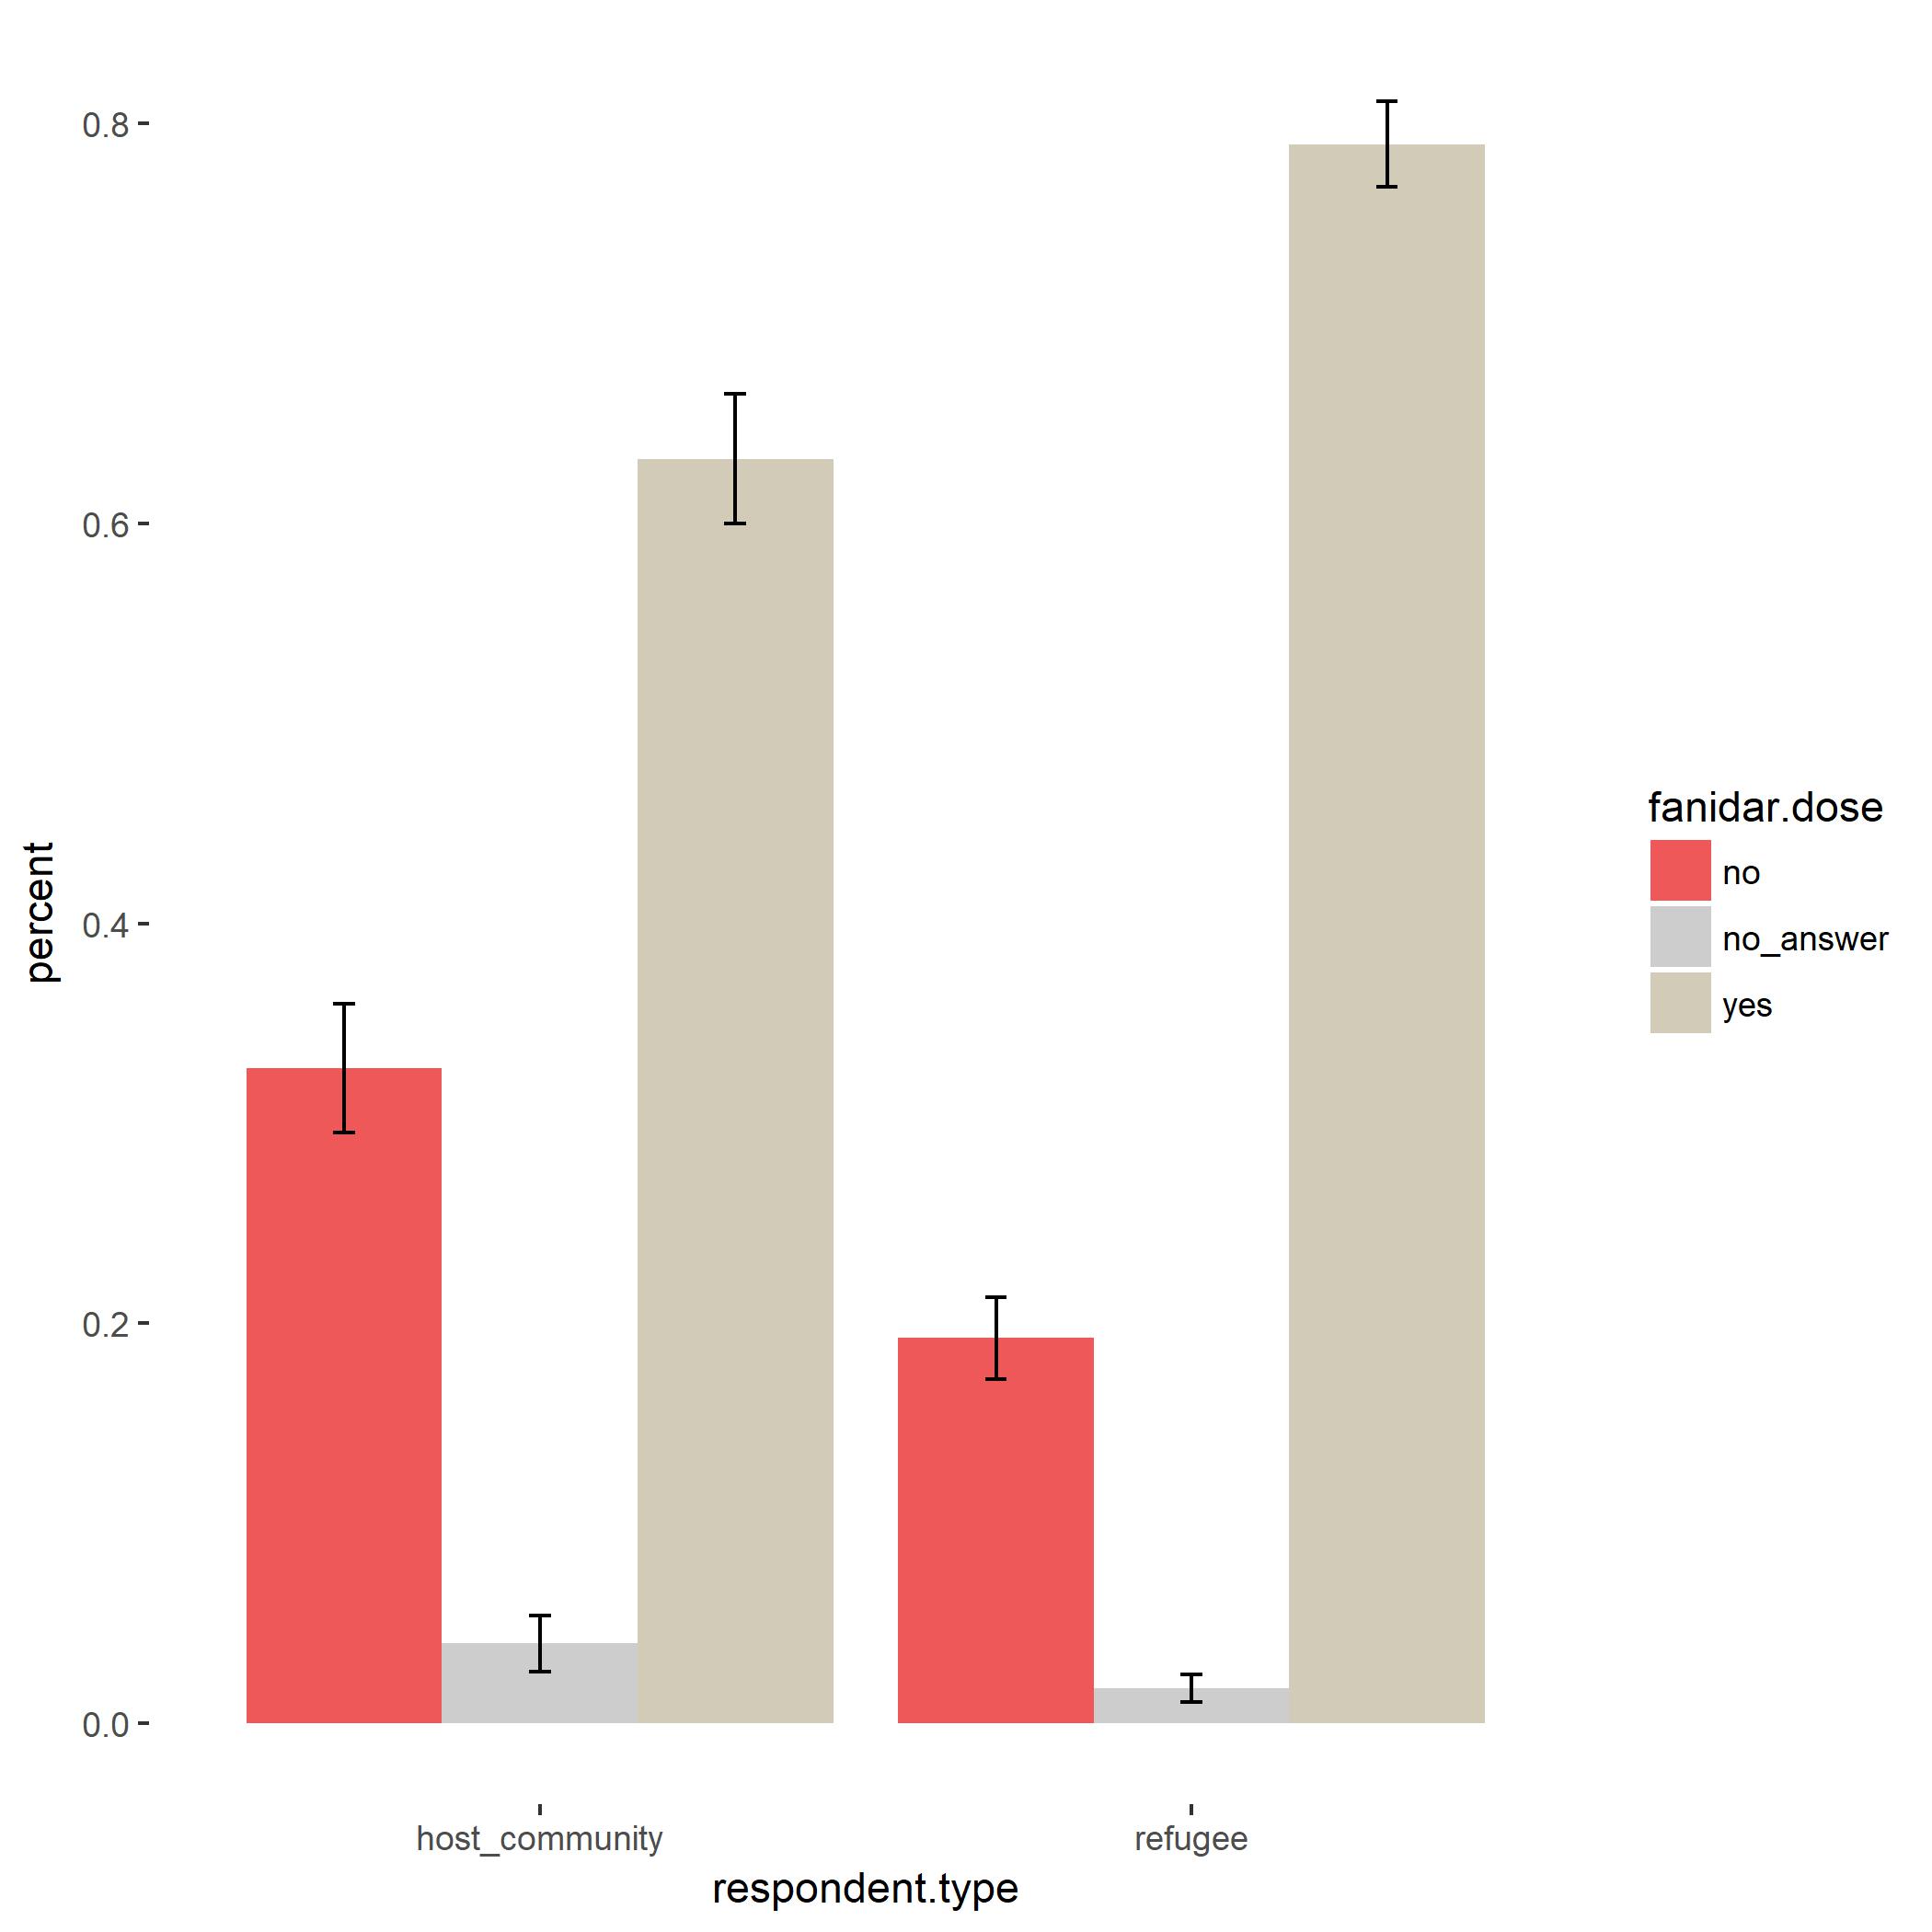 percent
0.8
0.6
0.4
0.2
0.0
host_community
refugee
respondent.type
fanidar.dose
no
no_answer
yes